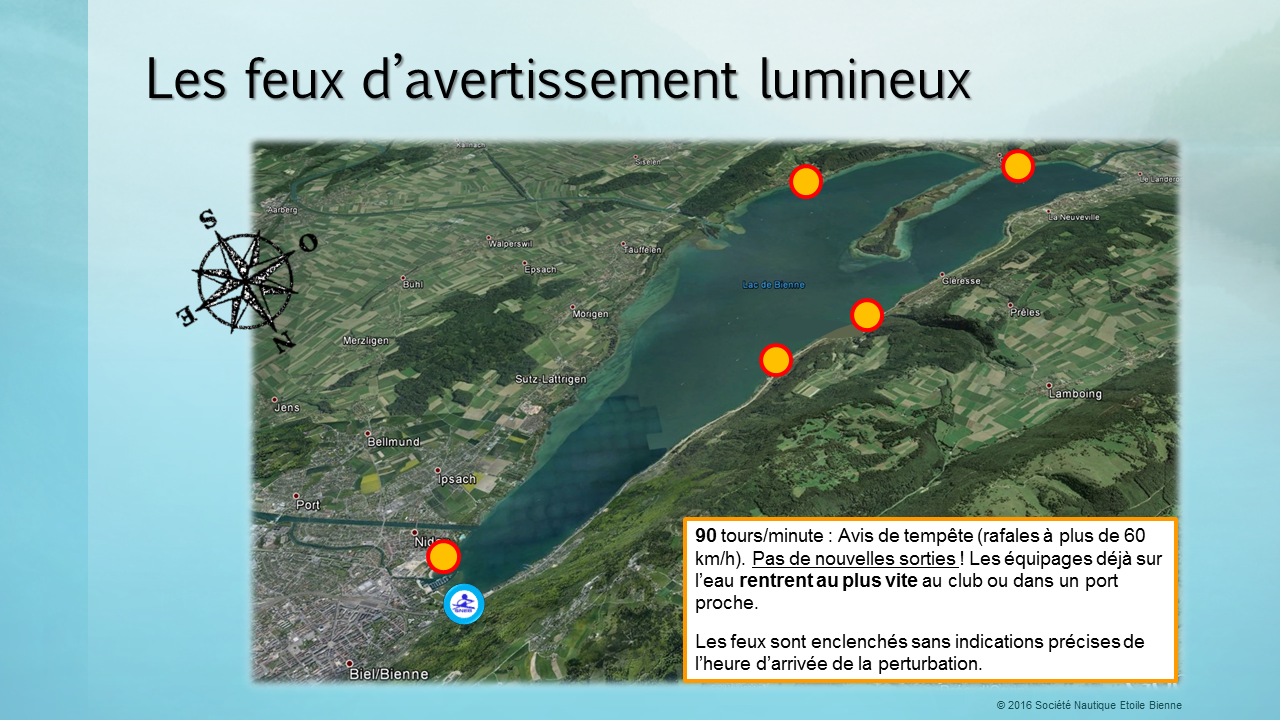 Les feux d’avertissement lumineux
Kallnach
Siselen
Le Landeron
Aarberg
S
O
E
N
La Neuveville
Walperswil
Täuffelen
Epsach
Bühl
Lac de Bienne
Gléresse
Mörigen
Prêles
Merzligen
Sutz-Lattrigen
Lamboing
Jens
Bellmund
Ipsach
Port
Nid
SNEB
Biel/Bienne
90 tours/minute : Avis de tempête (rafales à plus de 60
km/h). Pas de nouvelles sorties ! Les équipages déjà sur
l’eau rentrent au plus vite au club ou dans un port
proche.
Les feux sont enclenchés sans indications précises de
l’heure d’arrivée de la perturbation.
© 2016 Société Nautique Etoile Bienne